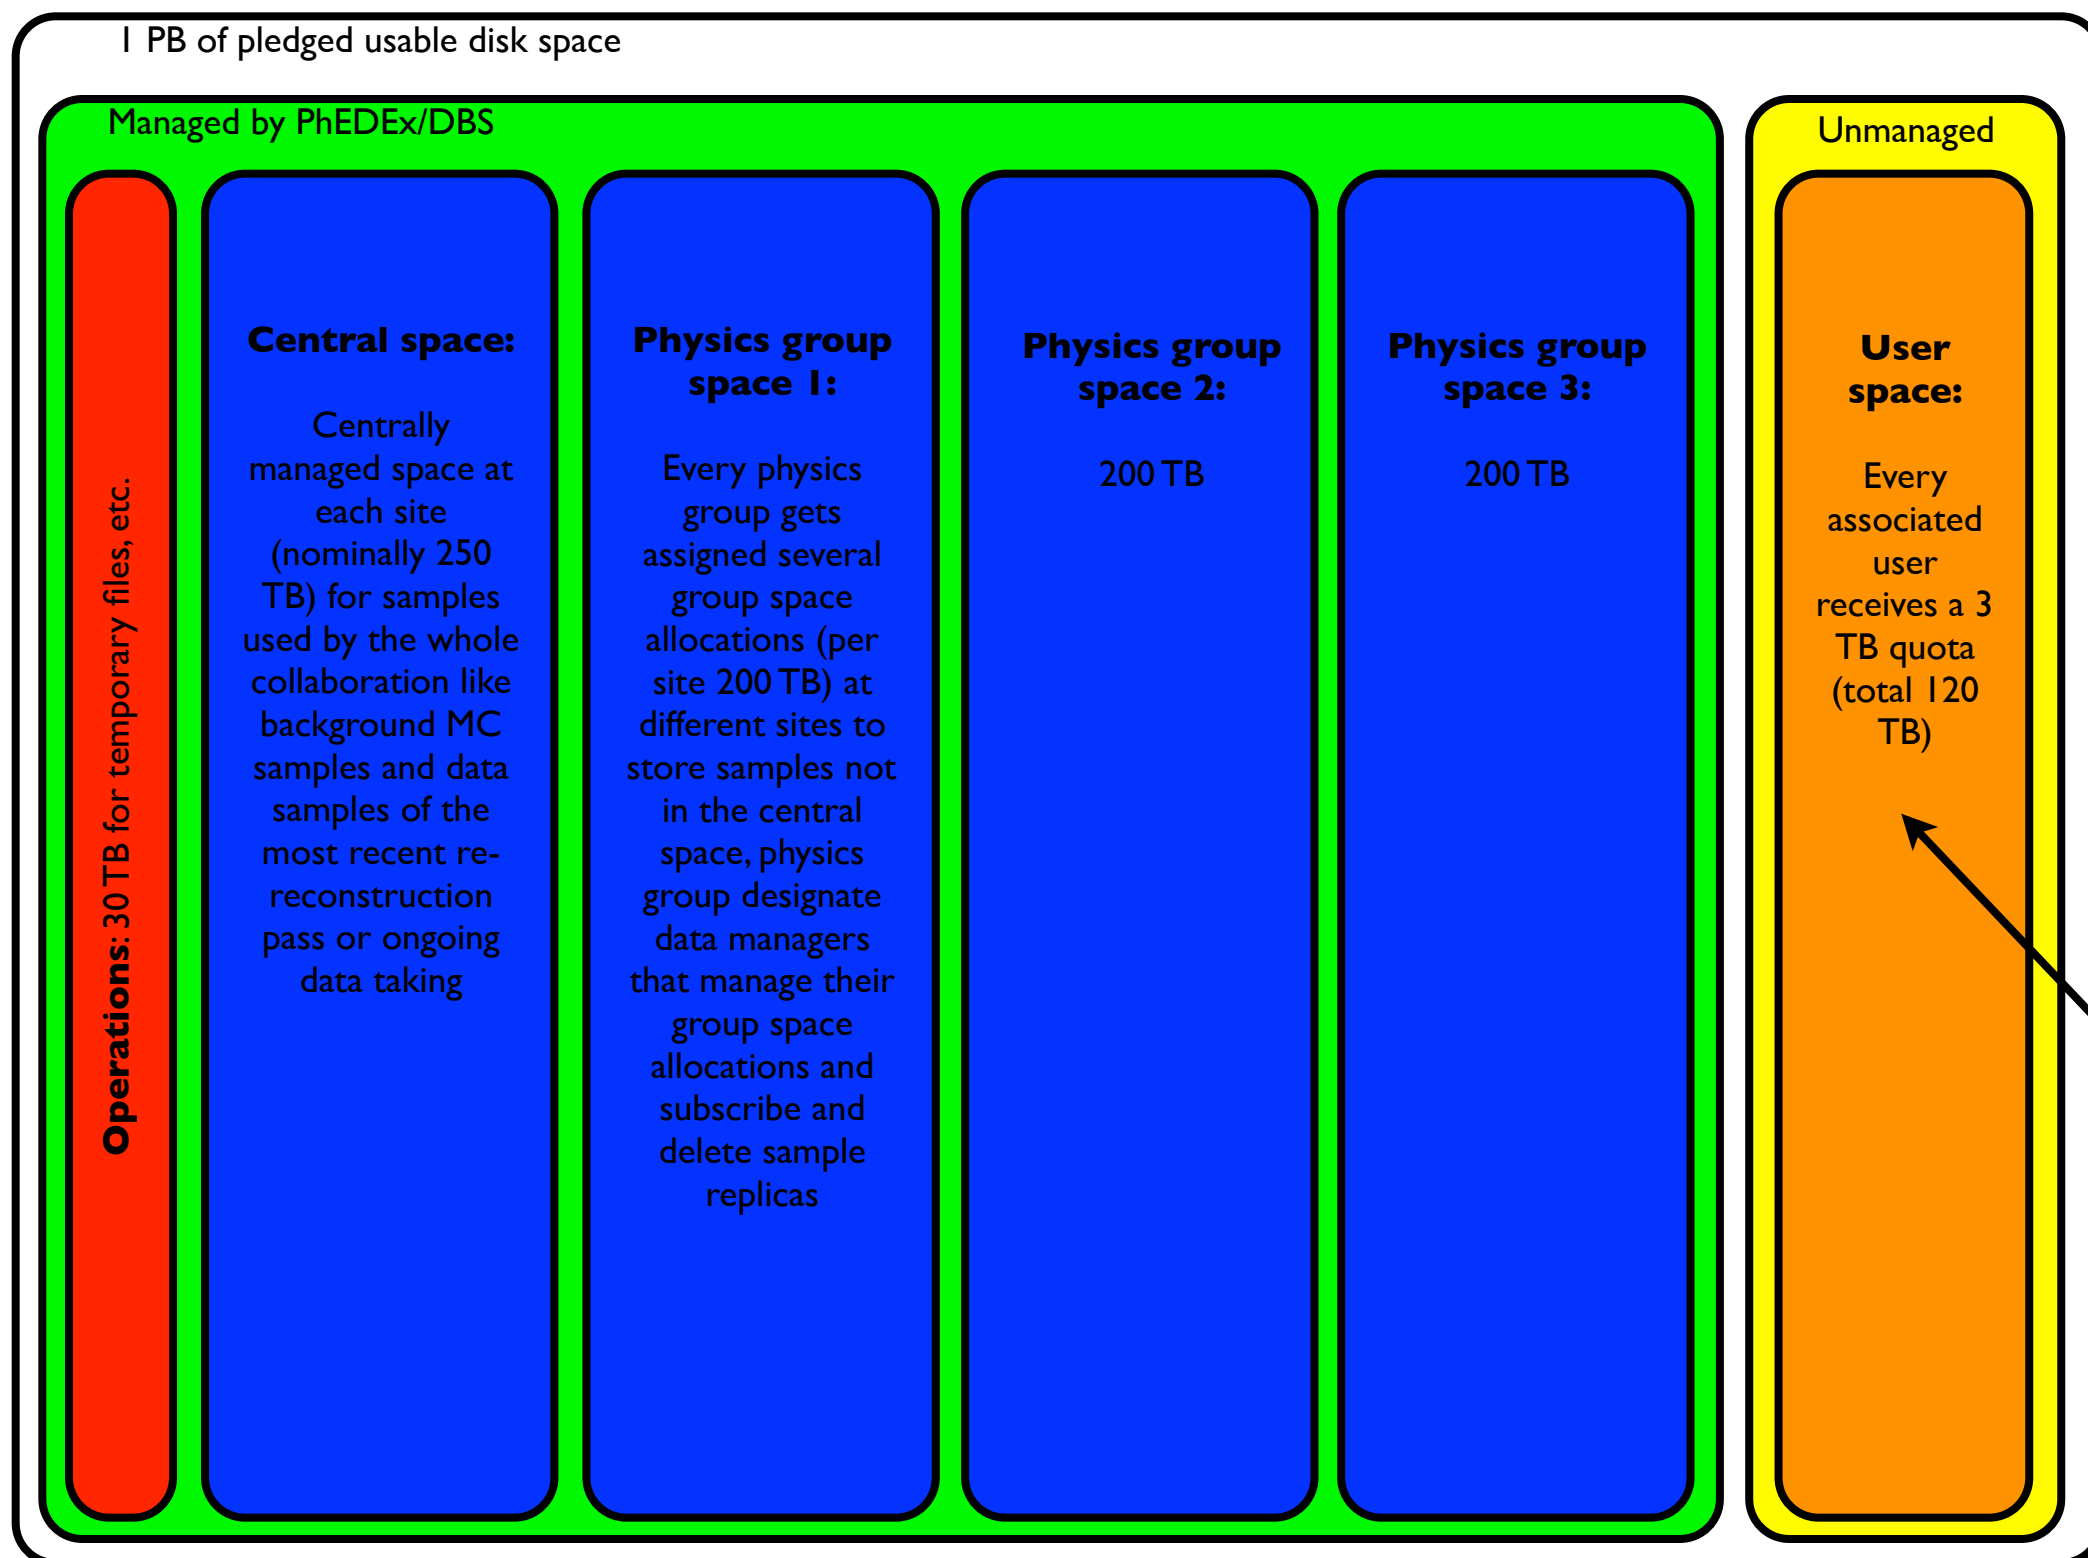 1 PB of pledged usable disk space
Managed by PhEDEx/DBS
Unmanaged
Operations: 30 TB for temporary files, etc.
Central space:
Centrally
managed space at
each site
(nominally 250
TB) for samples
used by the whole
collaboration like
background MC
samples and data
samples of the
most recent re-
reconstruction
pass or ongoing
data taking
Physics group
space 1:
Every physics
group gets
assigned several
group space
allocations (per
site 200 TB) at
different sites to
store samples not
in the central
space, physics
group designate
data managers
that manage their
group space
allocations and
subscribe and
delete sample
replicas
Physics group
space 2:
200 TB
Physics group
space 3:
200 TB
User
space:
Every
associated
user
receives a 3
TB quota
(total 120
TB)